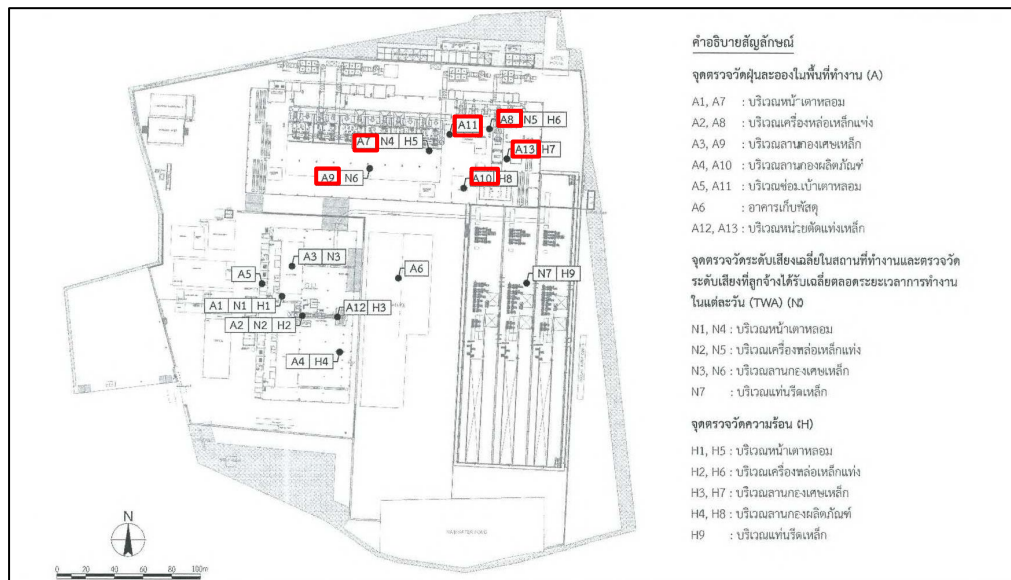 A11
A8 N5 H6
A7 N4 H5
A13 H7
A9 N6
A10 H8
A3 N3
A5
A6
N7 H9
A1 N1 H1
A12 H3
A2 N2 H2
A4 H4
N
0 20 40 60 80 100m
คำอธิบายสัญลักษณ์
จุดตรวจวัดฝุ่นละอองในพื้นที่ทำงาน (A)
A1, A7 : บริเวณหน้าเตาหลอม
A2, A8 : บริเวณเครื่องหล่อเหล็กแท่ง
A3, A9 : บริเวณลานกองเศษเหล็ก
A4, A10 : บริเวณลานกองผลิตภัณฑ์
A5, A11 : บริเวณซ่อมเบ้าเตาหลอม
A6 : อาคารเก็บพัสดุ
A12, A13 : บริเวณหน่วยตัดแท่งเหล็ก
จุดตรวจวัดระดับเสียงเฉลี่ยในสถานที่ทำงานและตรวจวัด
ระดับเสียงที่ลูกจ้างได้รับเฉลี่ยตลอดระยะเวลาการทำงาน
ในแต่ละวัน (TWA) (N)
N1, N4 : บริเวณหน้าเตาหลอม
N2, N5 : บริเวณเครื่องหล่อเหล็กแท่ง
N3, N6 : บริเวณลานกองเศษเหล็ก
N7 : บริเวณแท่นรีดเหล็ก
จุดตรวจวัดความร้อน (H)
H1, H5 : บริเวณหน้าเตาหลอม
H2, H6 : บริเวณเครื่องหล่อเหล็กแท่ง
H3, H7 : บริเวณลานกองเศษเหล็ก
H4, H8 : บริเวณลานกองผลิตภัณฑ์
H9 : บริเวณแท่นรีดเหล็ก